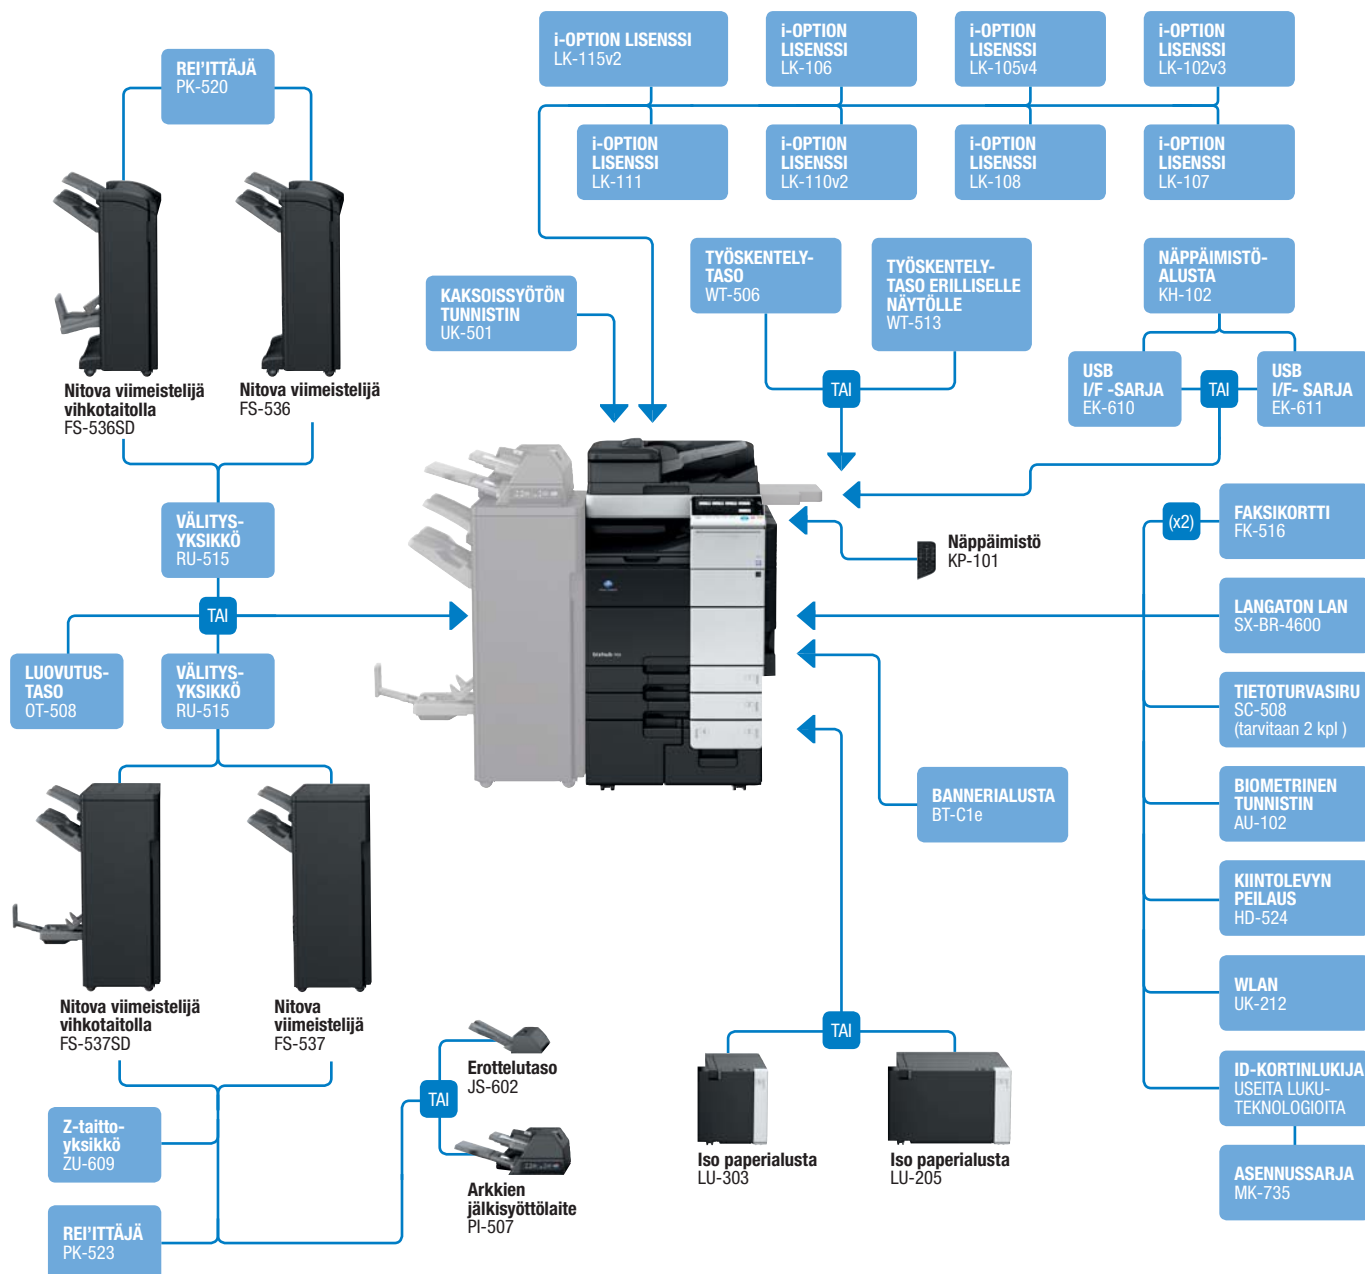 REI'ITTÄJÄ
PK-520
i-OPTION LISENSSI
LK-115v2
i-OPTION
LISENSSI
LK-106
i-OPTION
LISENSSI
LK-105v4
i-OPTION
LISENSSI
LK-102v3
i-OPTION
LISENSSI
LK-111
i-OPTION
LISENSSI
LK-110v2
i-OPTION
LISENSSI
LK-108
i-OPTION
LISENSSI
LK-107
KAKSOISSYÖTÖN
TUNNISTIN
UK-501
TYÖSKENTELY-
TASO
WT-506
TYÖSKENTELY-
TASO ERILLISELLE
NÄYTÖLLE
WT-513
NÄPPÄIMISTÖ-
ALUSTA
KH-102
TAI
USB
I/F -SARJA
EK-610
TAI
USB
I/F- SARJA
EK-611
Nitova viimeistelijä
vihkotaitolla
FS-536SD
Nitova viimeistelijä
FS-536
VÄLITYS-
YKSIKKÖ
RU-515
TAI
LUOVUTUS-
TASO
OT-508
VÄLITYS-
YKSIKKÖ
RU-515
Näppäimistö
KP-101
bizhub
(x2)
FAKSIKORTTI
FK-516
LANGATON LAN
SX-BR-4600
TIETOTURVASIRU
SC-508
(tarvitaan 2 kpl )
BIOMETRINEN
TUNNISTIN
AU-102
KIINTOLEVYN
PEILAUS
HD-524
WLAN
UK-212
ID-KORTINLUKIJA
USEITA LUKU-
TEKNOLOGIOITA
ASENNUSSARJA
MK-735
BANNERIALUSTA
BT-C1e
Nitova viimeistelijä
vihkotaitolla
FS-537SD
Nitova
viimeistelijä
FS-537
Z-taitto-
yksikkö
ZU-609
REI'ITTÄJÄ
PK-523
TAI
Erottelutaso
JS-602
Arkkien
jälkisyöttölaite
PI-507
TAI
Iso paperialusta
LU-303
Iso paperialusta
LU-205